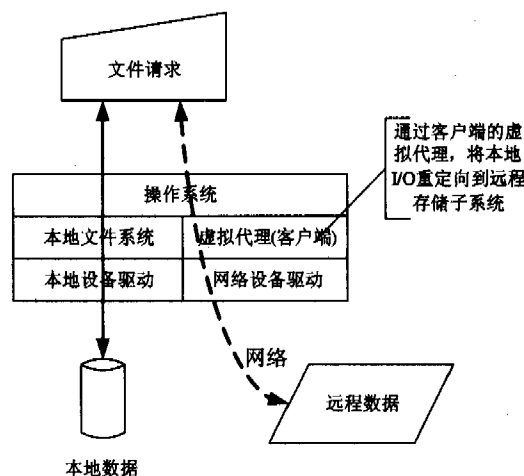 文件请求
通过客户端的虚
拟代理，将本地
I/O重定向到远程
存储子系统
操作系统
本地文件系统
虚拟代理(客户端)
本地设备驱动
网络设备驱动
网络
远程数据
本地数据